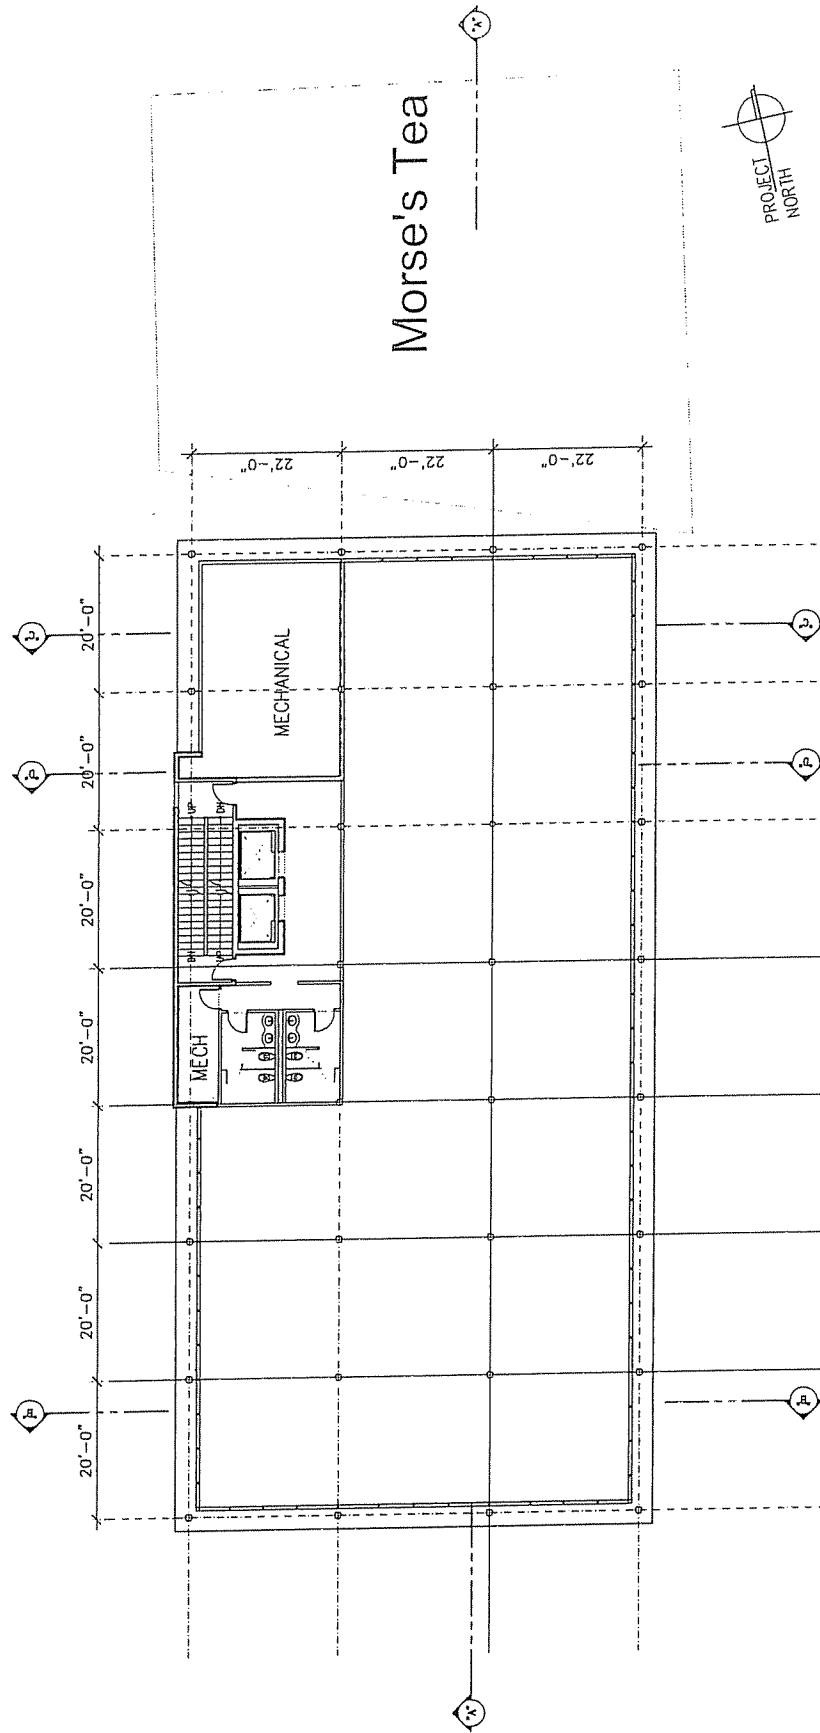 "A"
Morse's Tea
PROJECT
NORTH
22'-0"
22'-0"
22'-0"
20'-0"
20'-0"
20'-0"
20'-0"
20'-0"
20'-0"
20'-0"
"C"
"C"
"D"
"D"
MECHANICAL
UP
DN
DN
UP
MECH
"A"